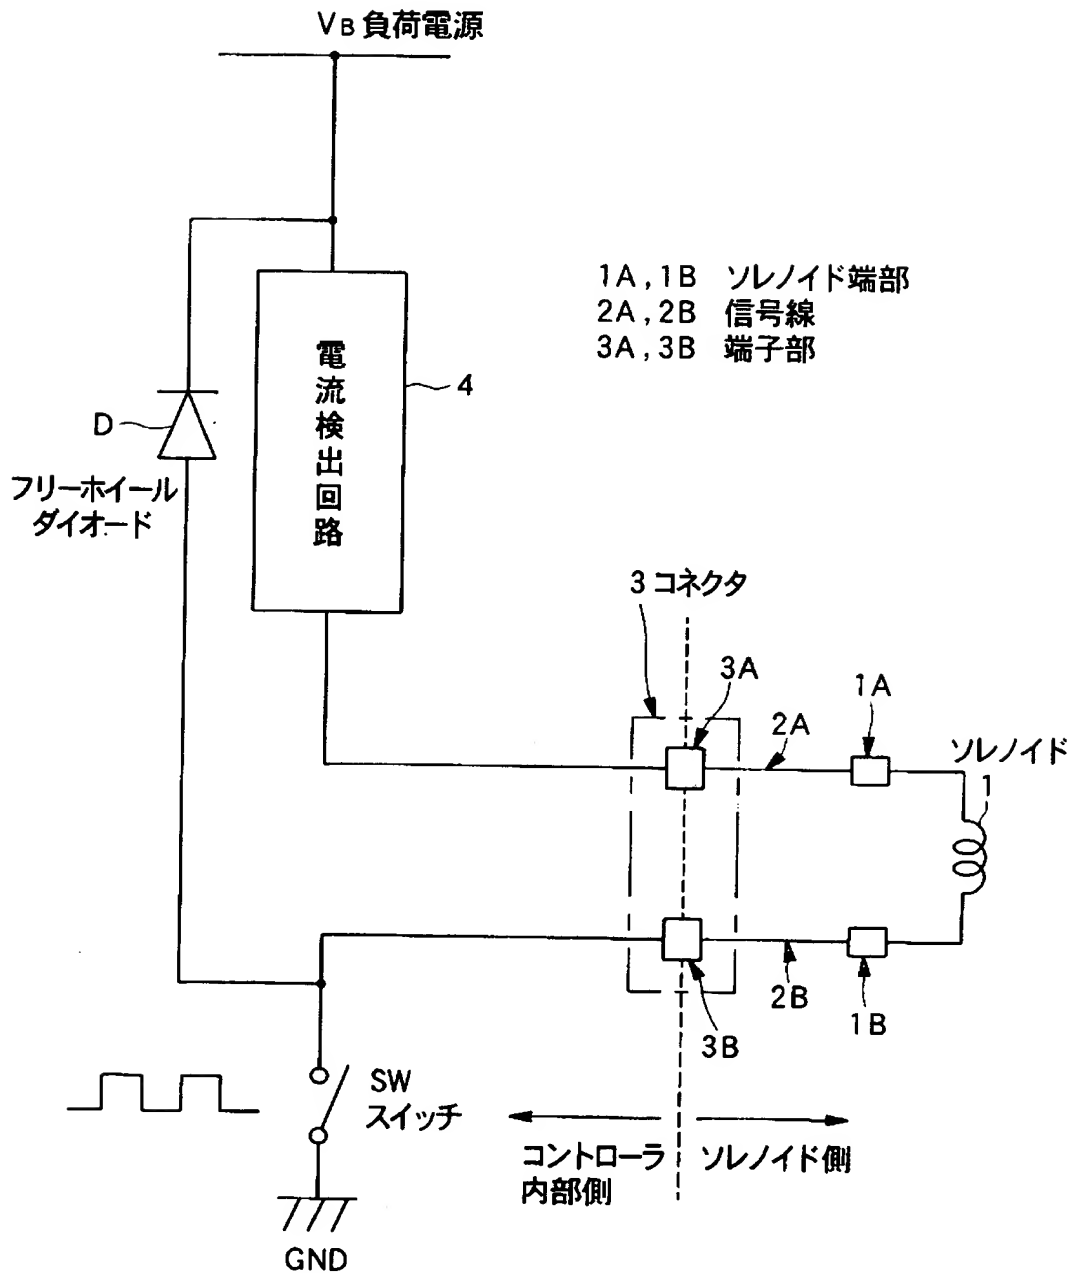 VB 負荷電源
1A , 1B ソレノイド端部
2A , 2B 信号線
3A , 3B 端子部
電流検出回路
4
D
フリーホイール
ダイオード
3 コネクタ
3A
1A
2A
ソレノイド
1
2B
1B
3B
SW
スイッチ
コントローラ
内部側
ソレノイド側
GND